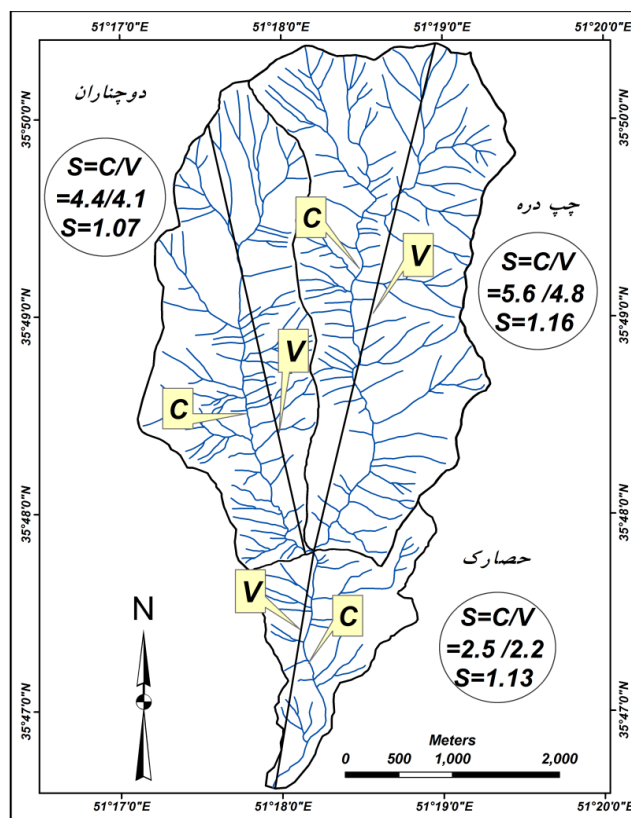 51°17'0"E
51°18'0"E
51°19'0"E
51°20'0"E
35°50'0"N
35°49'0"N
35°48'0"N
35°47'0"N
35°50'0"N
35°49'0"N
35°48'0"N
35°47'0"N
دوچناران
S=C/V
=4.4/4.1
S=1.07
چپ دره
S=C/V
=5.6 /4.8
S=1.16
C
V
V
C
حصارک
S=C/V
=2.5 /2.2
S=1.13
V
C
N
Meters
0 500 1,000 2,000
51°17'0"E
51°18'0"E
51°19'0"E
51°20'0"E